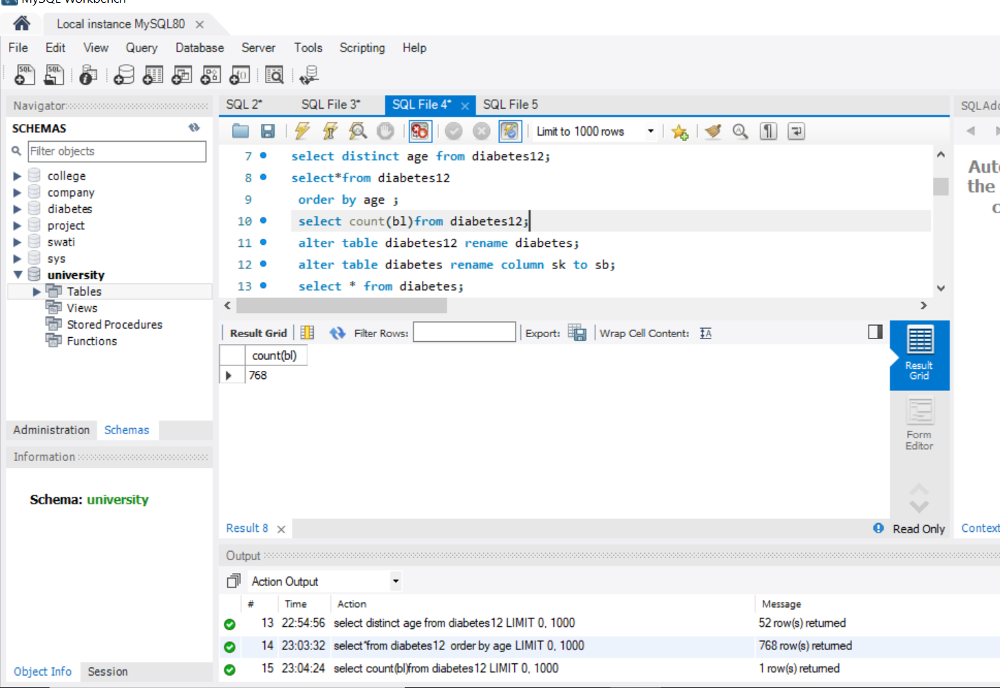 MySQL Workbench
Local instance MySQL80
File Edit View Query Database Server Tools Scripting Help
Navigator
SCHEMAS
Filter objects
college
company
diabetes
project
swati
sys
university
Tables
Views
Stored Procedures
Functions
Administration Schemas
Information
Schema: university
Object Info Session
SQL 2* SQL File 3* SQL File 4* SQL File 5
Limit to 1000 rows
7 select distinct age from diabetes12;
8 select*from diabetes12
9 order by age ;
10 select count(bl)from diabetes12;
11 alter table diabetes12 rename diabetes;
12 alter table diabetes rename column sk to sb;
13 select * from diabetes;
Result Grid Filter Rows: Export: Wrap Cell Content:
count(bl)
768
Result
Grid
Form
Editor
Result 8 Read Only
Output
Action Output
# Time Action Message
13 22:54:56 select distinct age from diabetes12 LIMIT 0, 1000 52 row(s) returned
14 23:03:32 select*from diabetes12 order by age LIMIT 0, 1000 768 row(s) returned
15 23:04:24 select count(bl)from diabetes12 LIMIT 0, 1000 1 row(s) returned
the
Context